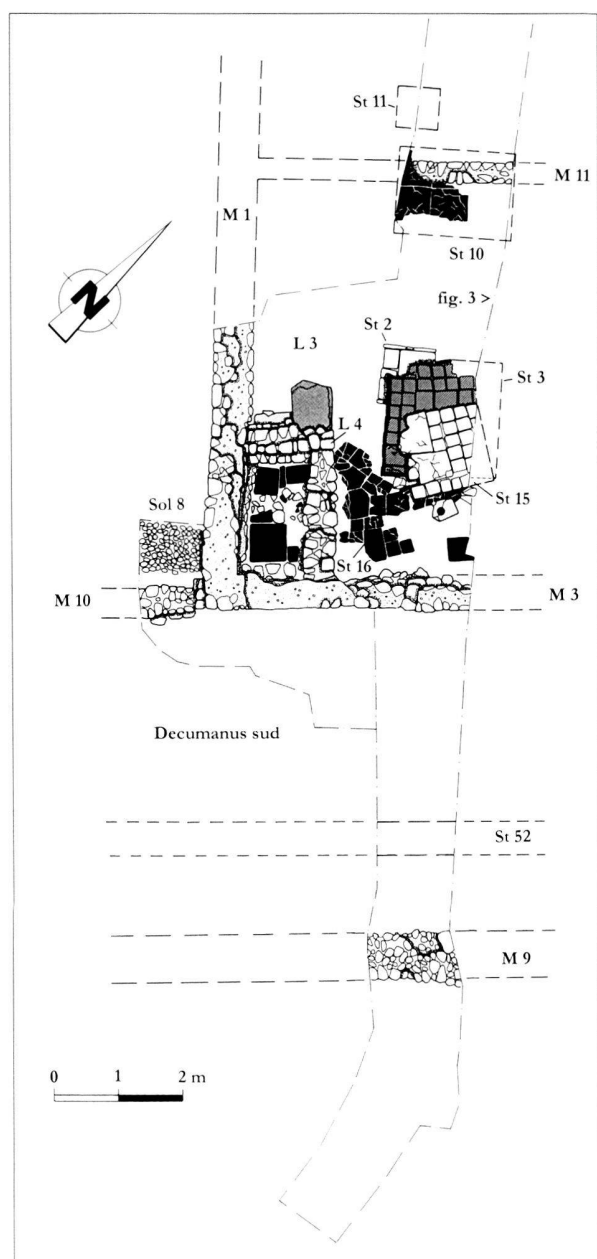 St 11
M 11
M 1
St 10
fig. 3 >
N
St 2
L 3
St 3
L 4
Sol 8
St 15
St 16
M 10
M 3
Decumanus sud
St 52
M 9
0 1 2 m